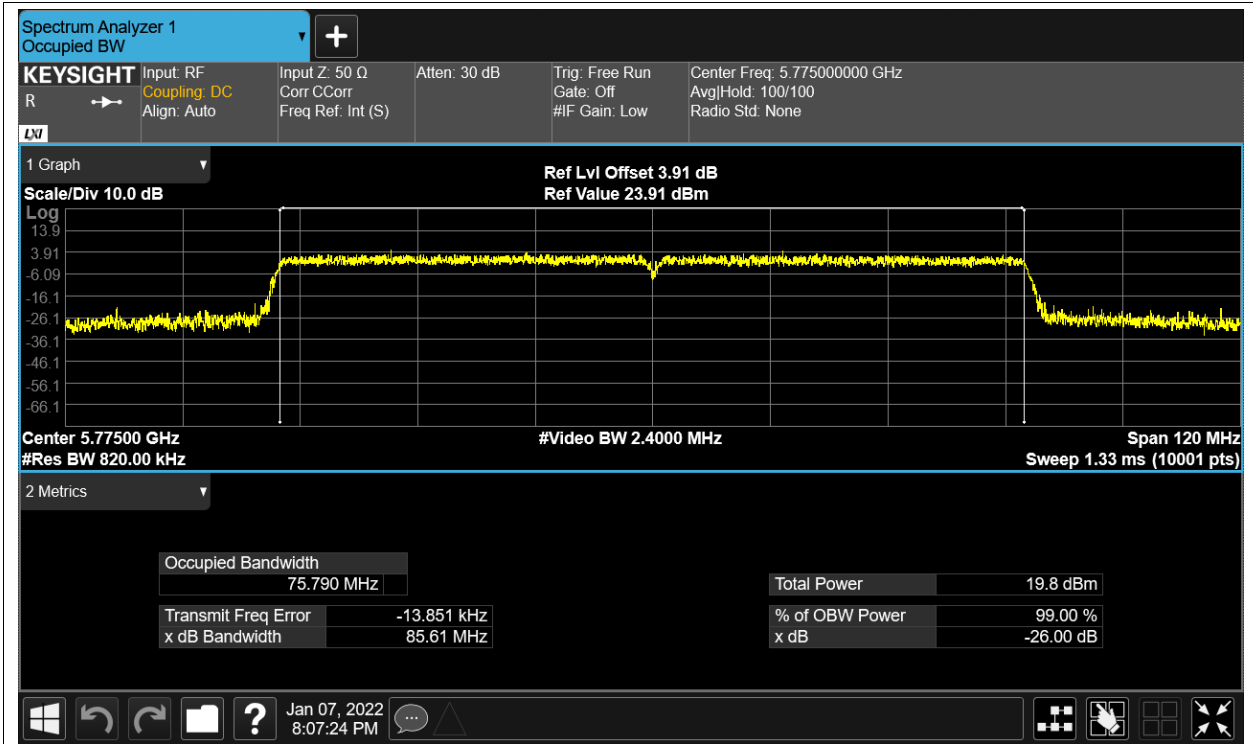 Spectrum Analyzer 1
Occupied BW
KEYSIGHT
R
LXI
Input: RF
Coupling: DC
Align: Auto
Input Z: 50 Ω
Corr CCorr
Freq Ref: Int (S)
Atten: 30 dB
Trig: Free Run
Gate: Off
#IF Gain: Low
Center Freq: 5.775000000 GHz
Avg|Hold: 100/100
Radio Std: None
1 Graph
Scale/Div 10.0 dB
Ref Lvl Offset 3.91 dB
Ref Value 23.91 dBm
Log
13.9
3.91
-6.09
-16.1
-26.1
-36.1
-46.1
-56.1
-66.1
Center 5.77500 GHz
#Video BW 2.4000 MHz
Span 120 MHz
#Res BW 820.00 kHz
Sweep 1.33 ms (10001 pts)
2 Metrics
Occupied Bandwidth
75.790 MHz
Transmit Freq Error -13.851 kHz
x dB Bandwidth 85.61 MHz
Total Power 19.8 dBm
% of OBW Power 99.00 %
x dB -26.00 dB
?
Jan 07, 2022
8:07:24 PM